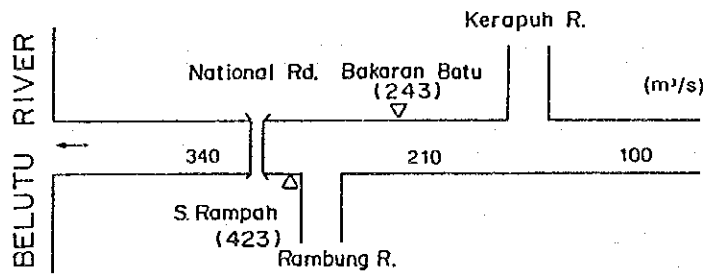 Kerapuh R.
National Rd. Bakaran Batu
(243)
(m³/s)
BELUTU RIVER
340
210
100
S. Rampah
(423)
Rambung R.